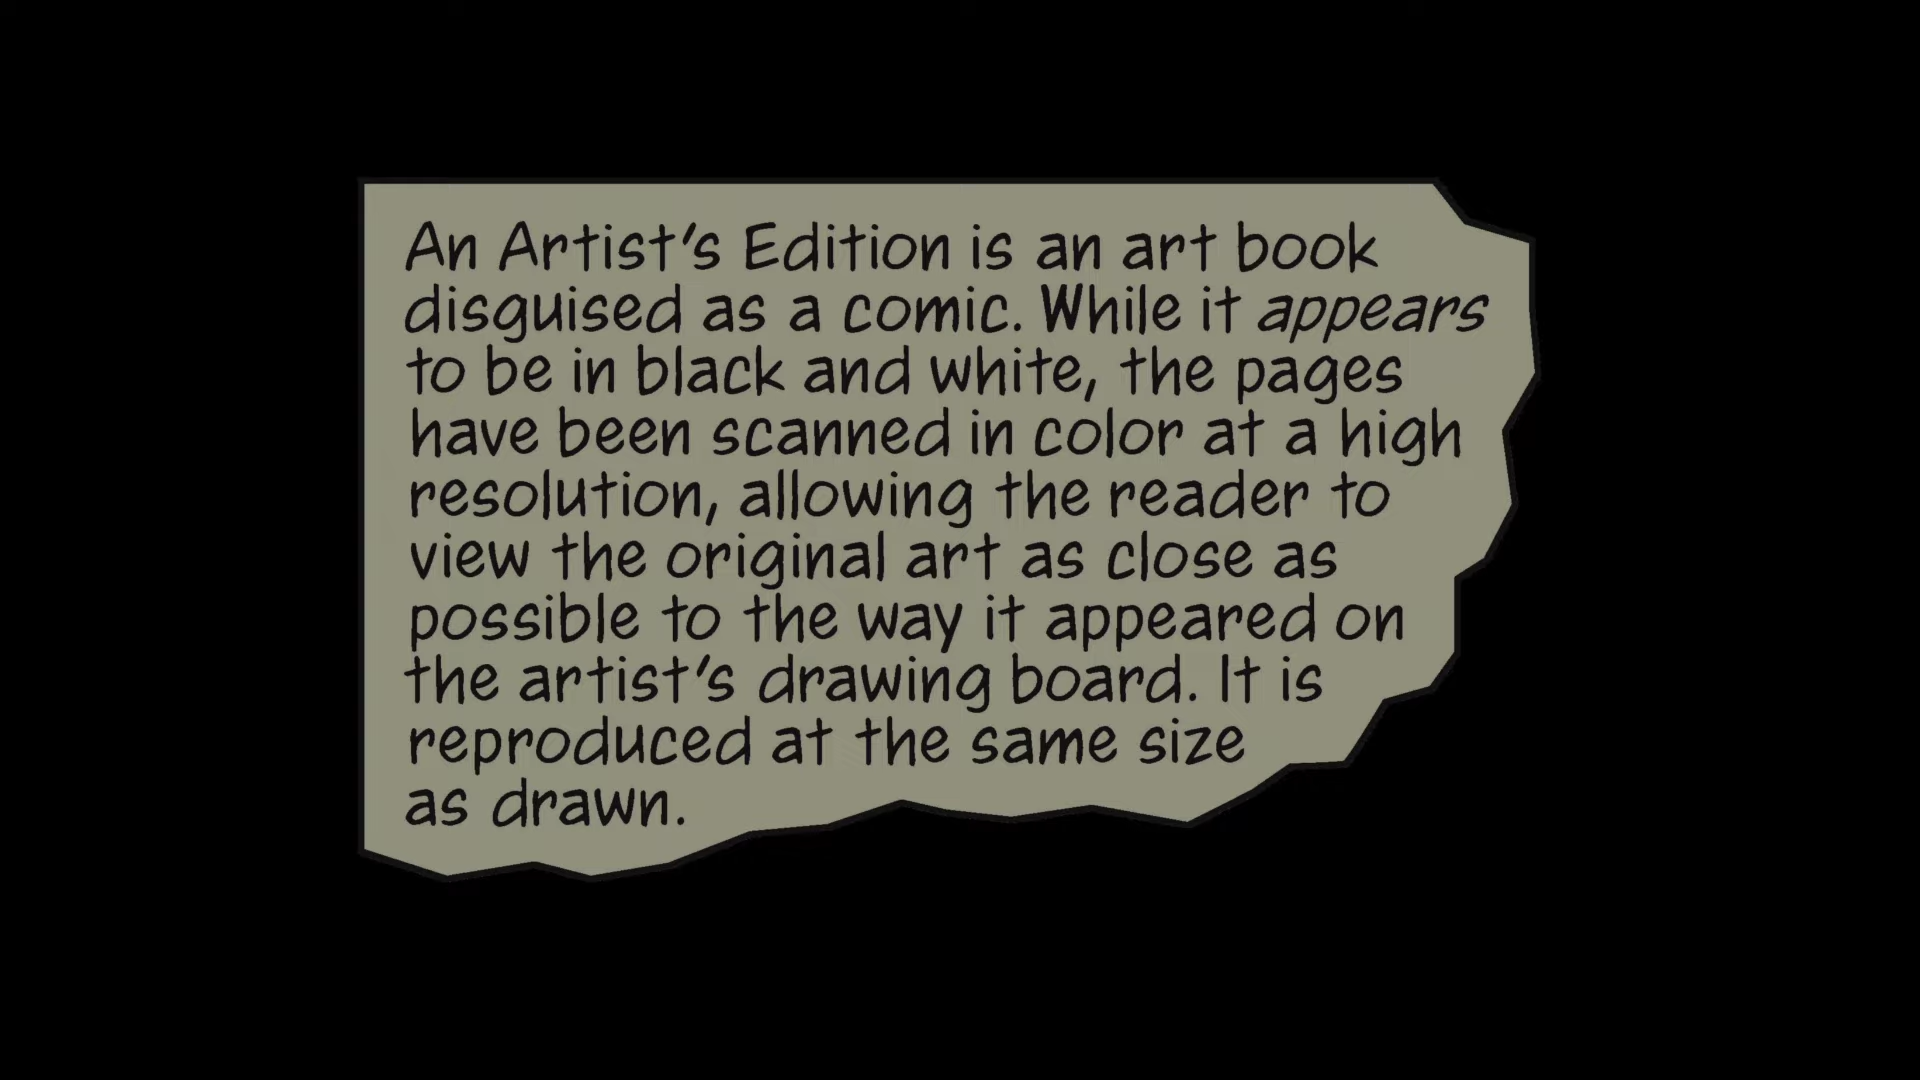 An Artist's Edition is an art book
disguised as a comic. While it appears
to be in black and white, the pages
have been scanned in color at a high
resolution, allowing the reader to
view the original art as close as
possible to the way it appeared on
the artist's drawing board. It is
reproduced at the same size
as drawn.